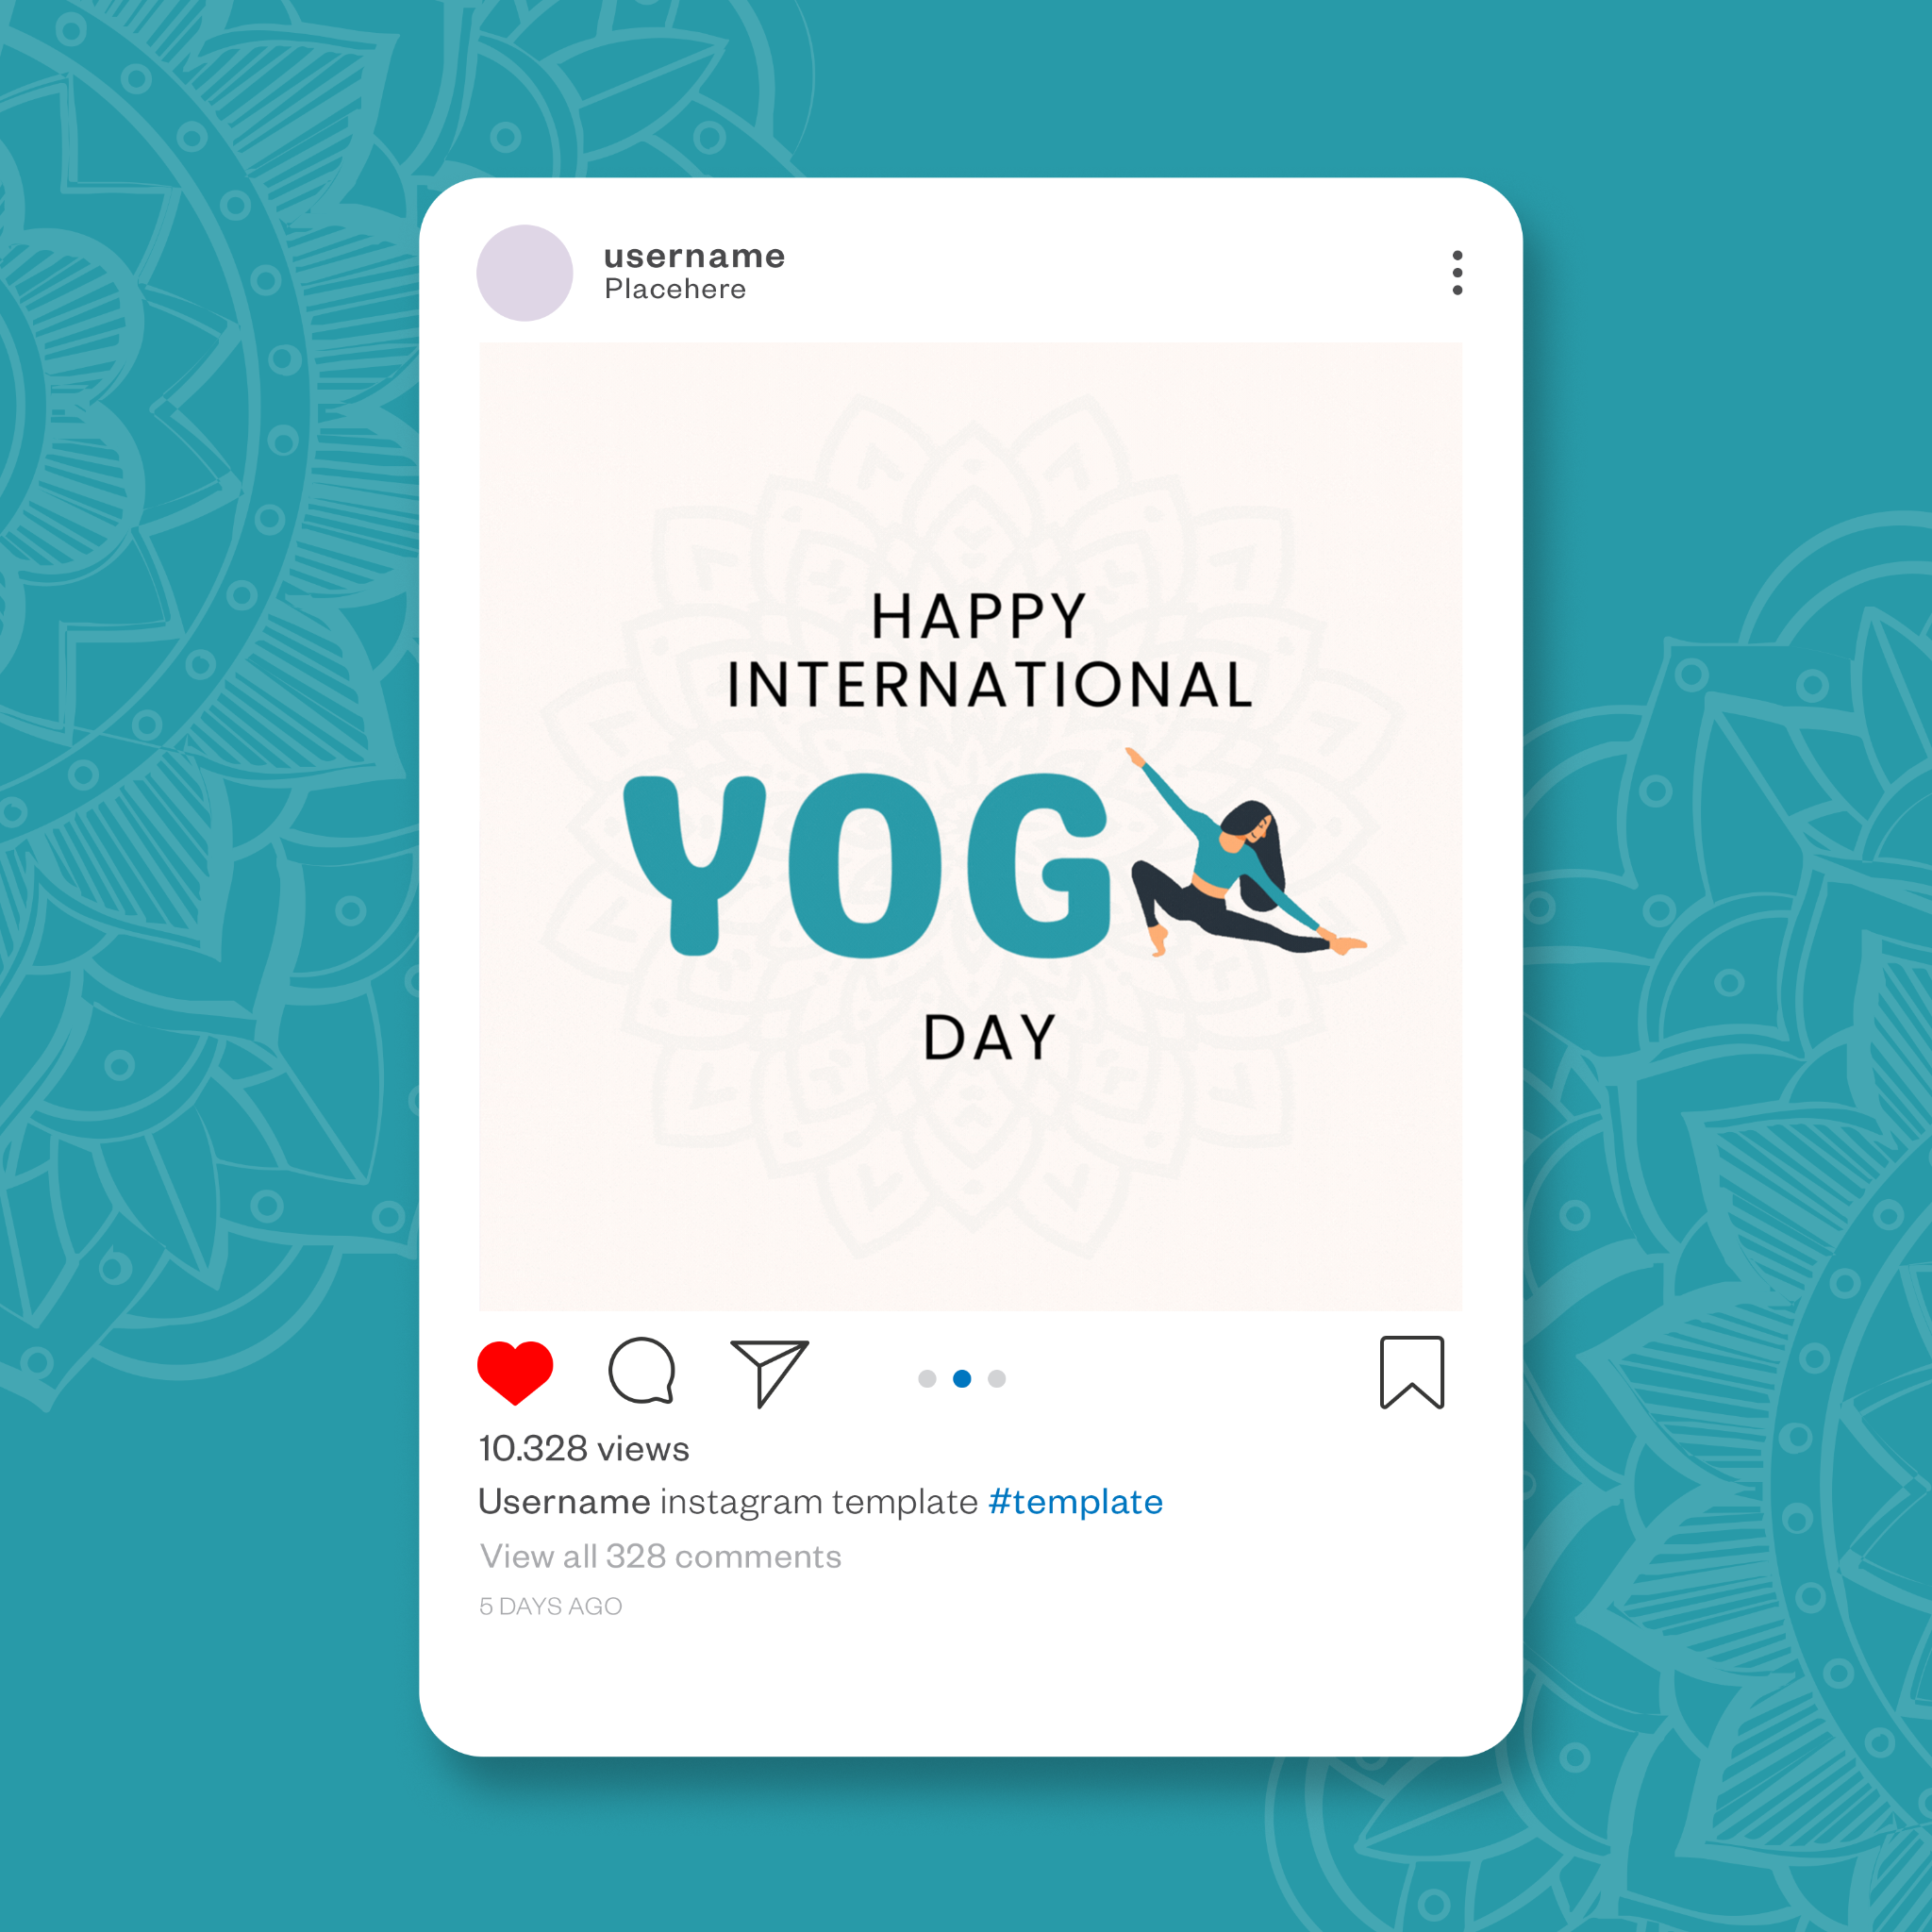 username
Placehere
HAPPY
INTERNATIONAL
YOG
DAY
10.328 views
Username instagram template #template
View all 328 comments
5 DAYS AGO